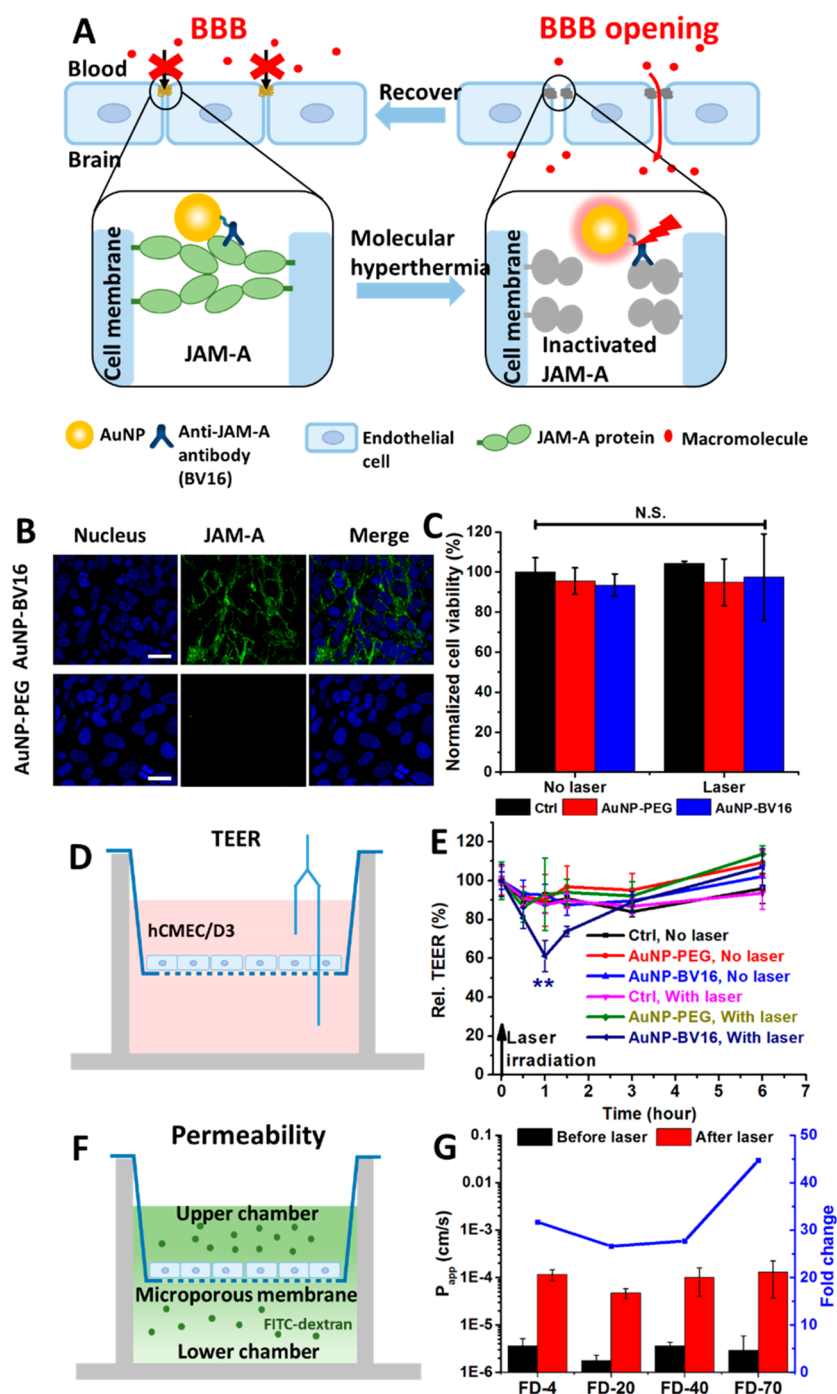 A
BBB
BBB opening
Blood
Recover
Brain
Cell membrane
JAM-A
Molecular
hyperthermia
Cell membrane
Inactivated
JAM-A
AuNP
Anti-JAM-A
antibody
(BV16)
Endothelial
cell
JAM-A protein
Macromolecule
B
Nucleus
JAM-A
Merge
AuNP-BV16
AuNP-PEG
C
N.S.
Normalized cell viability (%)
120
100
80
60
40
20
0
No laser
Laser
Ctrl
AuNP-PEG
AuNP-BV16
D
TEER
hCMEC/D3
E
Rel. TEER (%)
120
100
80
60
40
20
0
**
Ctrl, No laser
AuNP-PEG, No laser
AuNP-BV16, No laser
Ctrl, With laser
AuNP-PEG, With laser
AuNP-BV16, With laser
Laser
irradiation
0 1 2 3 4 5 6
Time (hour)
F
Permeability
Upper chamber
Microporous membrane
FITC-dextran
Lower chamber
G
Before laser
After laser
Papp (cm/s)
0.1
0.01
1E-3
1E-4
1E-5
1E-6
50
40
30
20
10
0
Fold change
FD-4
FD-20
FD-40
FD-70